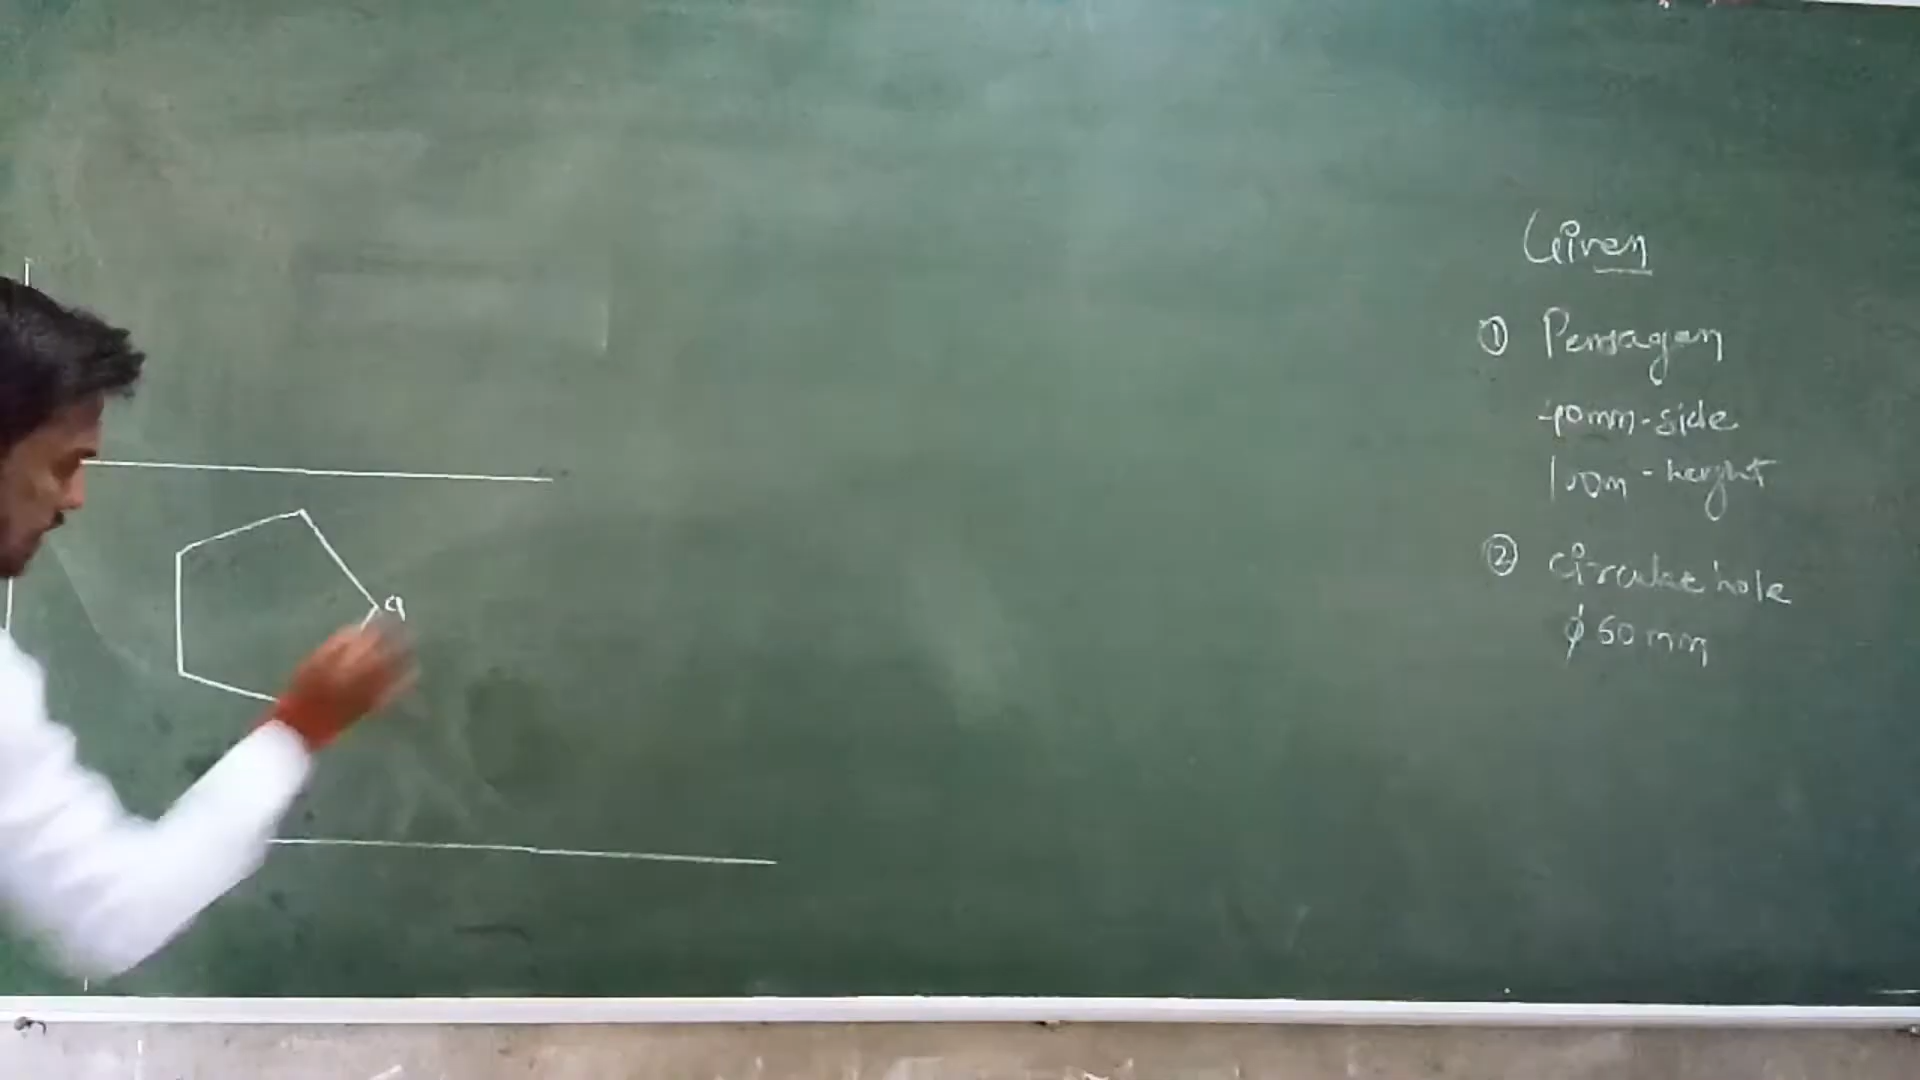 Given
① Pentagon
40mm-side
100m-height
② circular hole
ϕ 50 mm
a